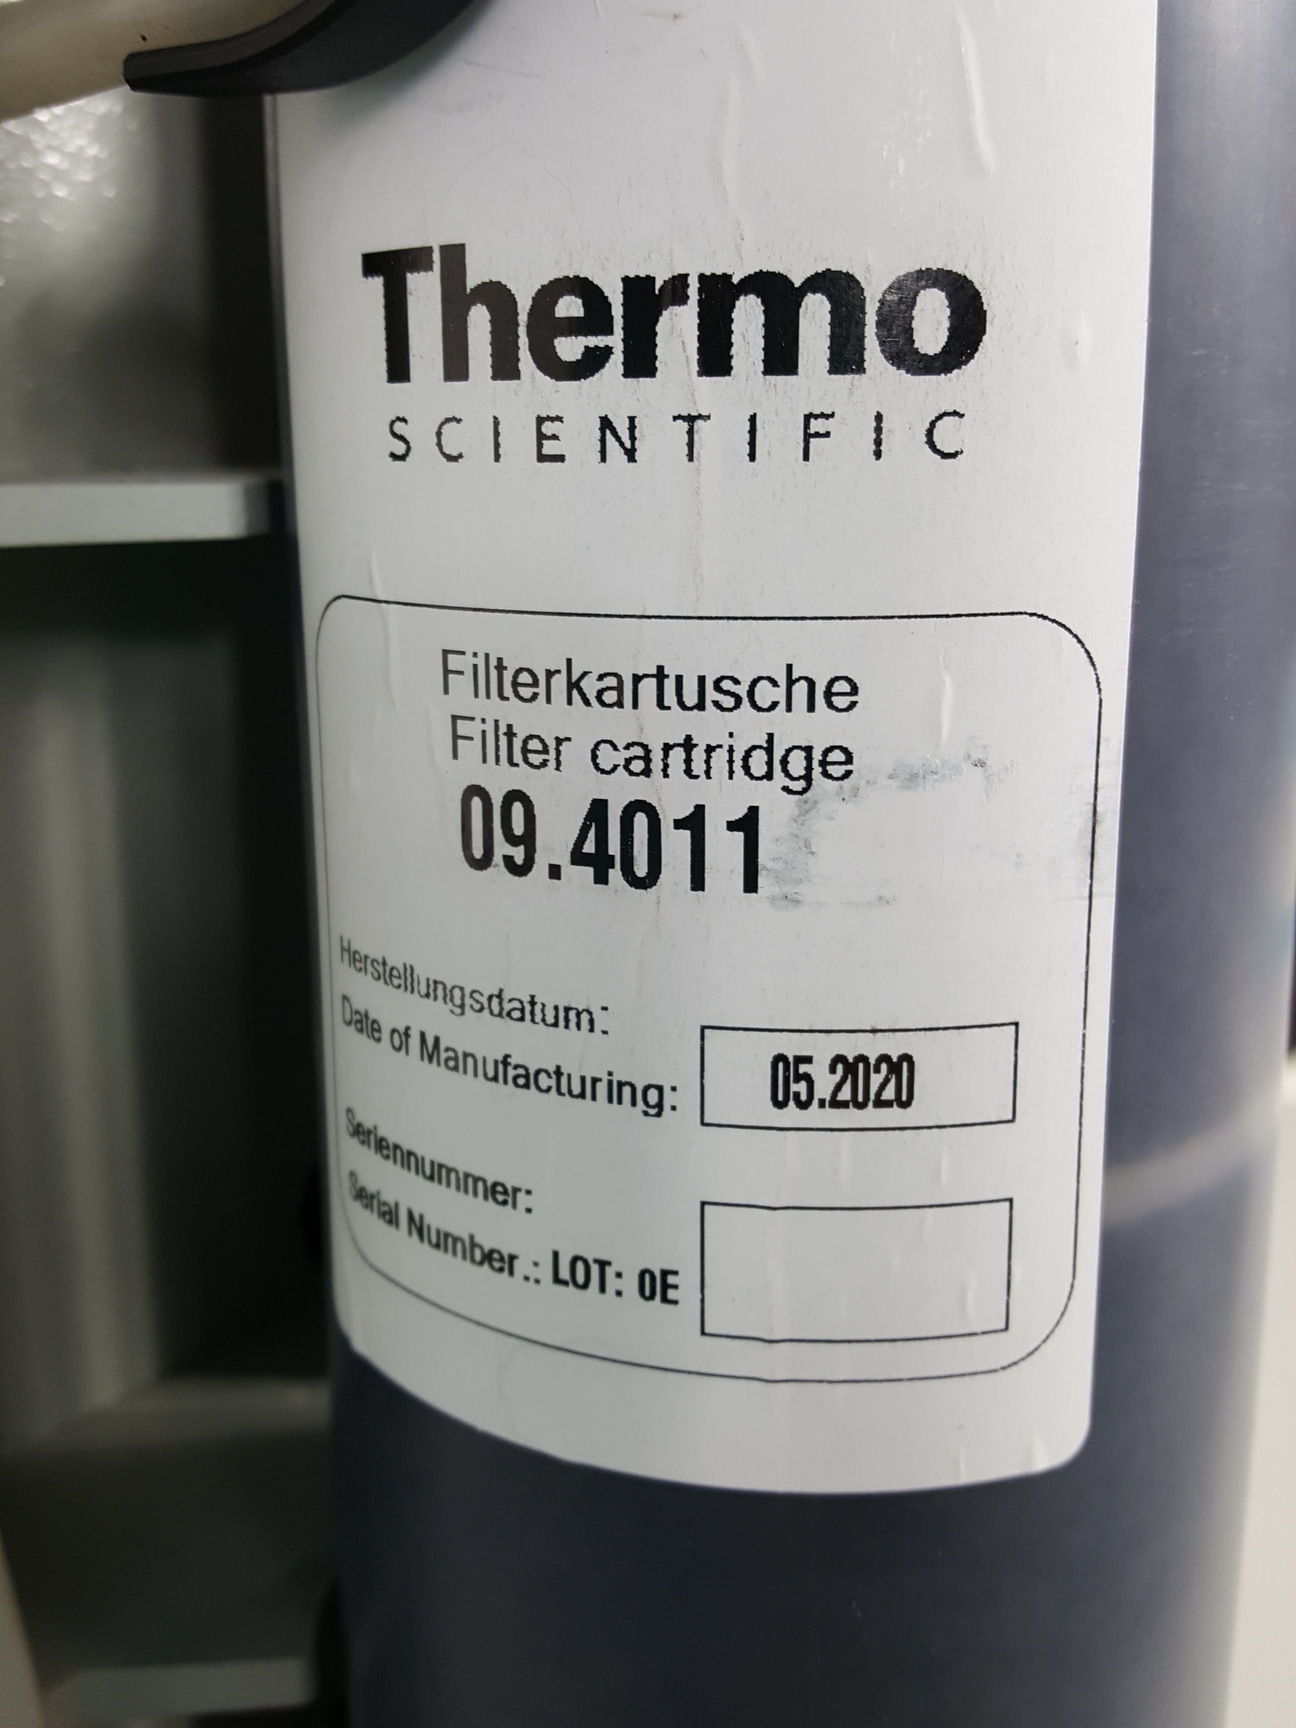 Thermo
SCIENTIFIC
Filterkartusche
Filter cartridge
09.4011
Herstellungsdatum:
Date of Manufacturing: 05.2020
Seriennummer:
Serial Number.: LOT: 0E